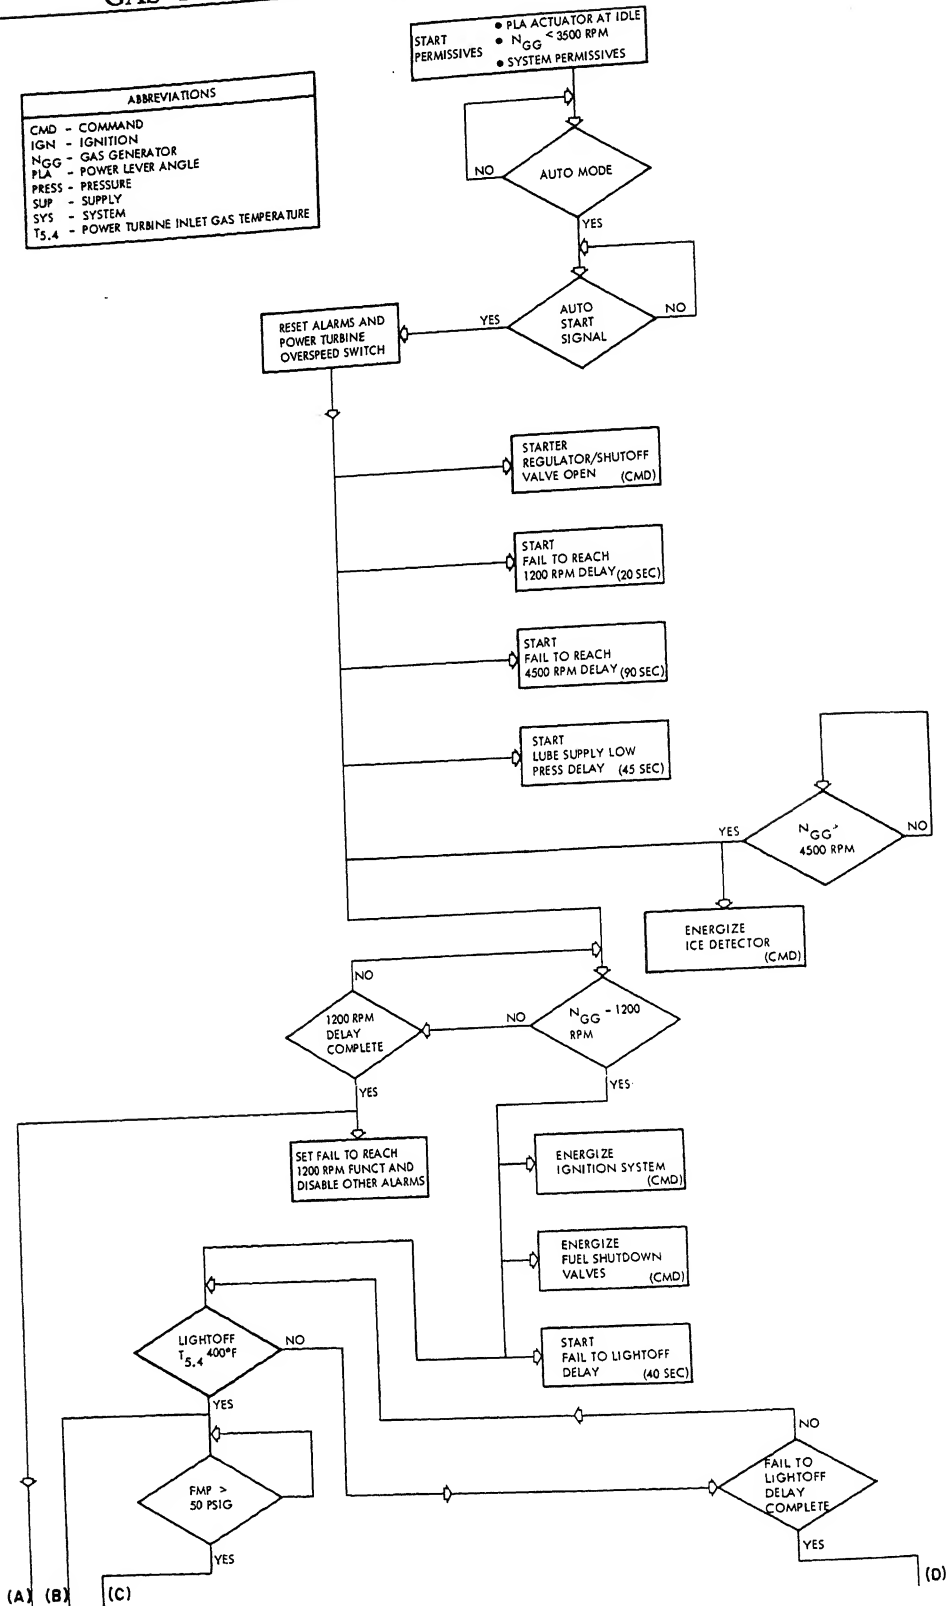 START
PERMISSIVES
• PLA ACTUATOR AT IDLE
• NGG < 3500 RPM
• SYSTEM PERMISSIVES
ABBREVIATIONS
CMD - COMMAND
IGN - IGNITION
NGG - GAS GENERATOR
PLA - POWER LEVER ANGLE
PRESS - PRESSURE
SUP - SUPPLY
SYS - SYSTEM
T5.4 - POWER TURBINE INLET GAS TEMPERATURE
AUTO MODE
NO
YES
AUTO
START
SIGNAL
NO
YES
RESET ALARMS AND
POWER TURBINE
OVERSPEED SWITCH
STARTER
REGULATOR/SHUTOFF
VALVE OPEN (CMD)
START
FAIL TO REACH
1200 RPM DELAY (20 SEC)
START
FAIL TO REACH
4500 RPM DELAY (90 SEC)
START
LUBE SUPPLY LOW
PRESS DELAY (45 SEC)
YES
NGG >
4500 RPM
NO
ENERGIZE
ICE DETECTOR
(CMD)
NO
1200 RPM
DELAY
COMPLETE
NO
NGG - 1200
RPM
YES
YES
SET FAIL TO REACH
1200 RPM FUNCT AND
DISABLE OTHER ALARMS
ENERGIZE
IGNITION SYSTEM
(CMD)
ENERGIZE
FUEL SHUTDOWN
VALVES (CMD)
START
FAIL TO LIGHTOFF
DELAY (40 SEC)
LIGHTOFF
T5.4 400°F
NO
YES
NO
FMP >
50 PSIG
YES
FAIL TO
LIGHTOFF
DELAY
COMPLETE
YES
(A) (B) (C) (D)